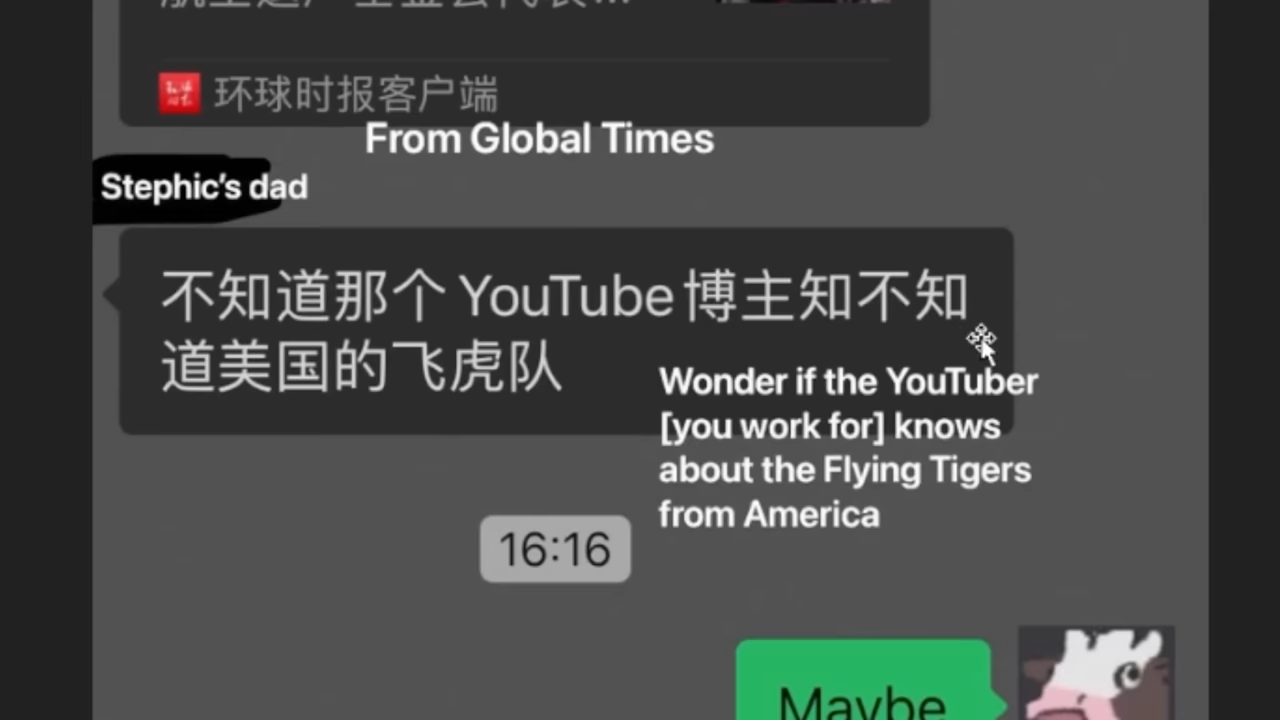 环球时报客户端
From Global Times
Stephic's dad
不知道那个 YouTube博主知不知
道美国的飞虎队
Wonder if the YouTuber
[you work for] knows
about the Flying Tigers
from America
16:16
Maybe